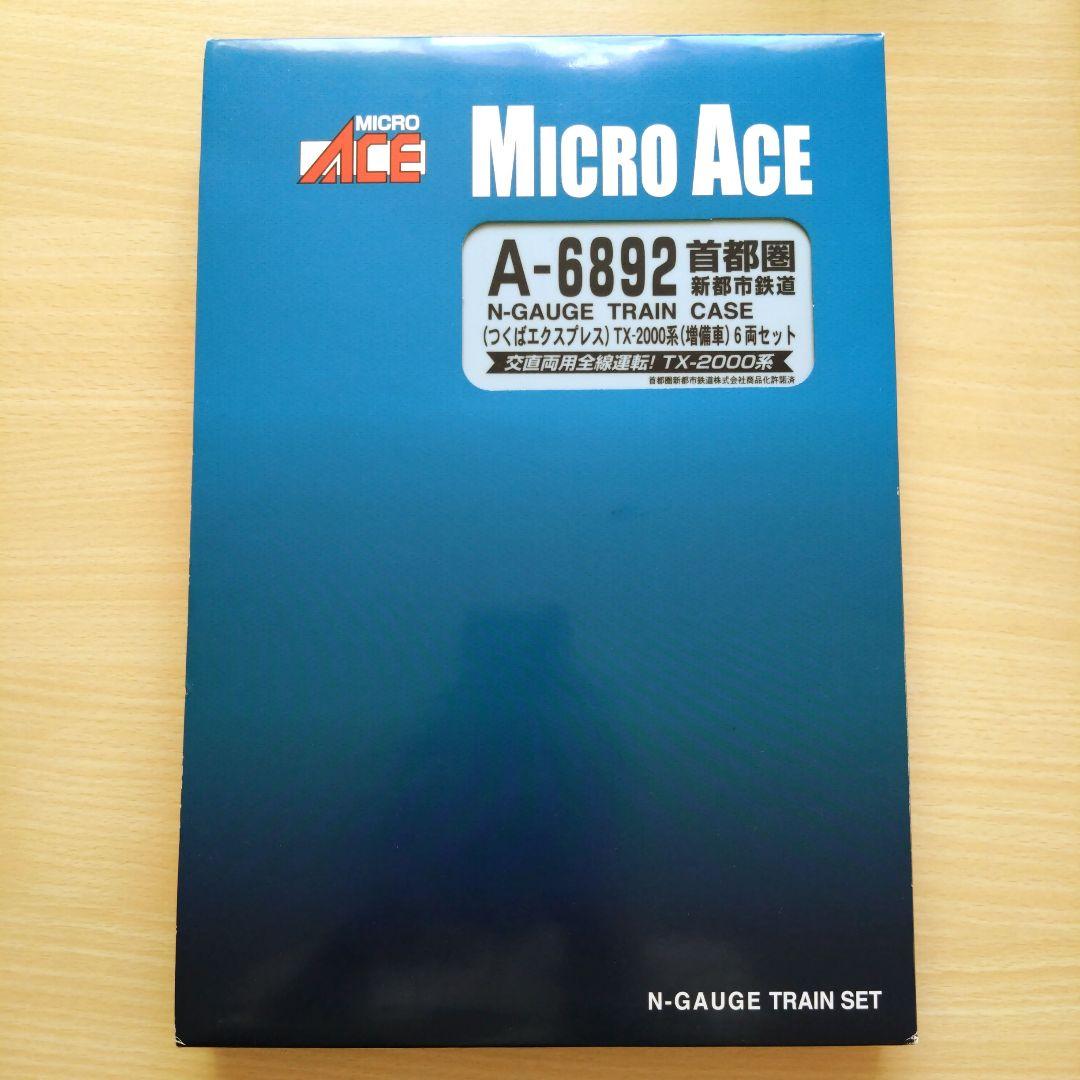 MICRO
ACE
MICRO ACE
A-6892 首都圏
新都市鉄道
N-GAUGE TRAIN CASE
(つくばエクスプレス) TX-2000系(増備車) 6両セット
交直両用全線運転! TX-2000系
首都圏新都市鉄道株式会社商品化許諾済
N-GAUGE TRAIN SET